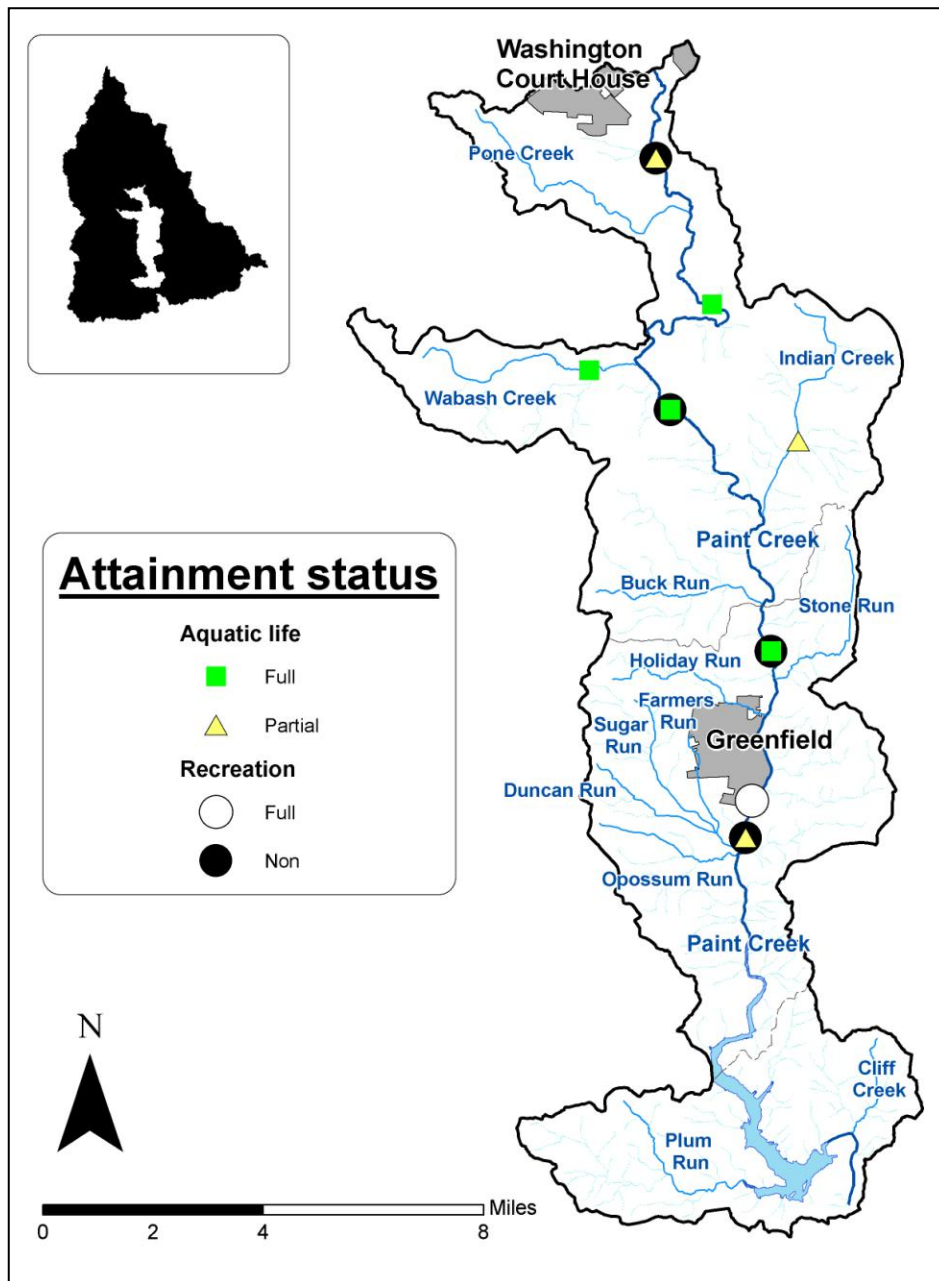 Washington
Court House
Pone Creek
Indian Creek
Wabash Creek
Paint Creek
Buck Run
Stone Run
Holiday Run
Farmers
Run
Sugar
Run
Greenfield
Duncan Run
Opossum Run
Paint Creek
Cliff
Creek
Plum
Run
Attainment status
Aquatic life
Full
Partial
Recreation
Full
Non
N
Miles
0 2 4 8